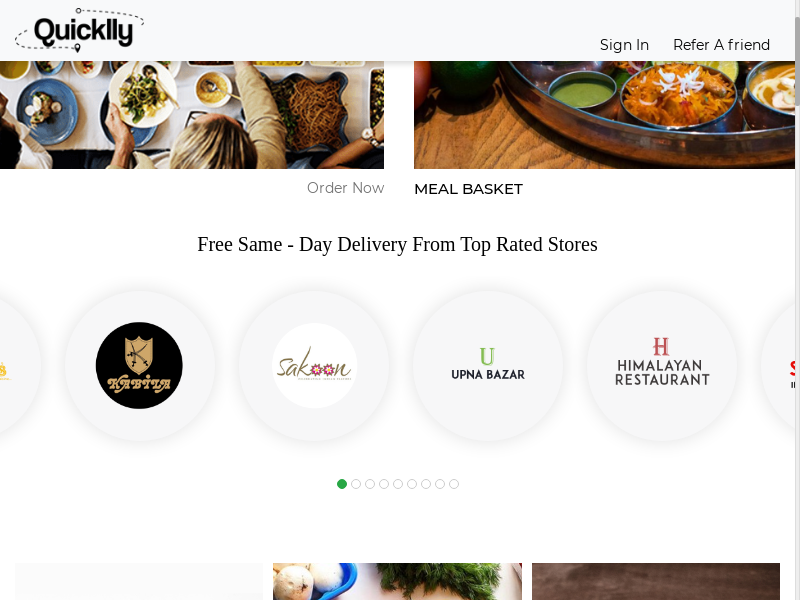 Quicklly
Sign In
Refer A friend
Order Now
MEAL BASKET
Free Same - Day Delivery From Top Rated Stores
KABILA
sakoon
U
UPNA BAZAR
H
HIMALAYAN
RESTAURANT